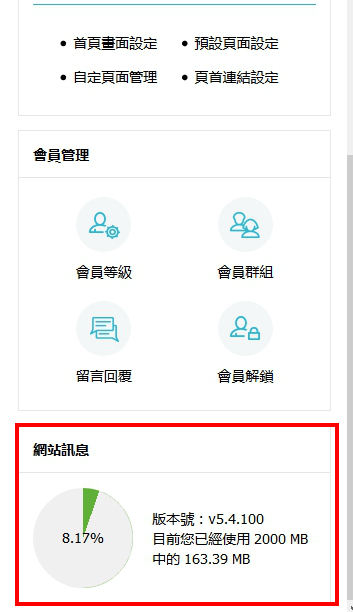 首頁畫面設定 預設頁面設定
自定頁面管理 頁首連結設定
會員管理
會員等級 會員群組
留言回覆 會員解鎖
網站訊息
8.17%
版本號：v5.4.100
目前您已經使用 2000 MB
中的 163.39 MB